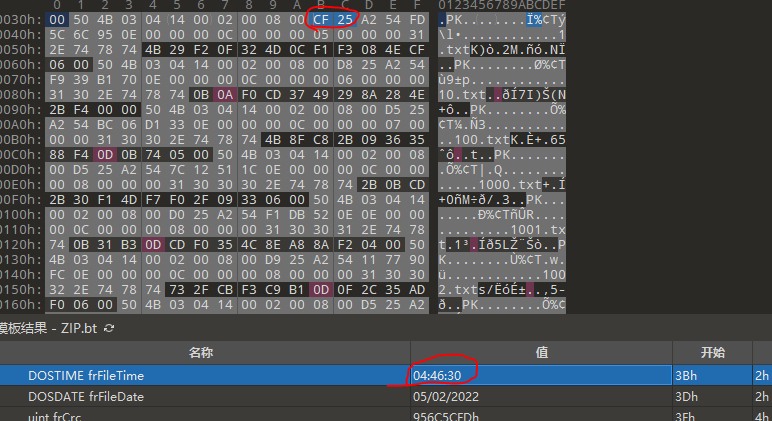 0123456789ABCDEF
0030h: 00 50 4B 03 04 14 00 02 00 08 00 CF 25 A2 54 FD .PK........Ï%¢Tý
0040h: 5C 6C 95 0E 00 00 00 0C 00 00 00 05 00 00 00 31 \l•............1
0050h: 2E 74 78 74 4B 29 F2 0F 32 4D 0C F1 F3 08 4E CF .txtK)ò.2M.ñó.NÏ
0060h: 06 00 50 4B 03 04 14 00 02 00 08 00 D8 25 A2 54 ..PK........Ø%¢T
0070h: F9 39 B1 70 0E 00 00 00 0C 00 00 00 06 00 00 00 ù9±p............
0080h: 31 30 2E 74 78 74 0B 0A F0 CD 37 49 29 8A 28 4E 10.txt..ðÍ7I)Š(N
0090h: 2B F4 00 00 50 4B 03 04 14 00 02 00 08 00 D5 25 +ô..PK........Õ%
00A0h: A2 54 BC 06 D1 33 0E 00 00 00 0C 00 00 00 07 00 ¢T¼.Ñ3..........
00B0h: 00 00 31 30 30 2E 74 78 74 4B 8F C8 2B 09 36 35 ..100.txtK.È+.65
00C0h: 88 F4 0D 0B 74 05 00 50 4B 03 04 14 00 02 00 08 ˆô..t..PK.......
00D0h: 00 D5 25 A2 54 7C 12 51 1C 0E 00 00 00 0C 00 00 .Õ%¢T|.Q........
00E0h: 00 08 00 00 00 31 30 30 30 2E 74 78 74 2B 0B CD .....1000.txt+.Í
00F0h: 2B 30 F1 4D F7 F0 2F 09 33 06 00 50 4B 03 04 14 +0ñM÷ð/.3..PK...
0100h: 00 02 00 08 00 D0 25 A2 54 F1 DB 52 0E 0E 00 00 .....Ð%¢TñÛR....
0110h: 00 0C 00 00 00 08 00 00 00 31 30 30 31 2E 74 78 .........1001.tx
0120h: 74 0B 31 B3 0D CD F0 35 4C 8E A8 8A F2 04 00 50 t.1³.Íð5LŽ¨Šò..P
0130h: 4B 03 04 14 00 02 00 08 00 D9 25 A2 54 11 77 90 K........Ù%¢T.w.
0140h: FC 0E 00 00 00 0C 00 00 00 08 00 00 00 31 30 30 ü............100
0150h: 32 2E 74 78 74 73 2F CB F3 C9 B1 0D 0F 2C 35 AD 2.txts/ËóÉ±..,5-
0160h: F0 06 00 50 4B 03 04 14 00 02 00 08 00 D5 25 A2 ð..PK........Õ%¢
模板结果 - ZIP.bt
名称 值 开始
DOSTIME frFileTime 04:46:30 3Bh 2h
DOSDATE frFileDate 05/02/2022 3Dh 2h
uint frCrc 956C5CFDh 3Fh 4h